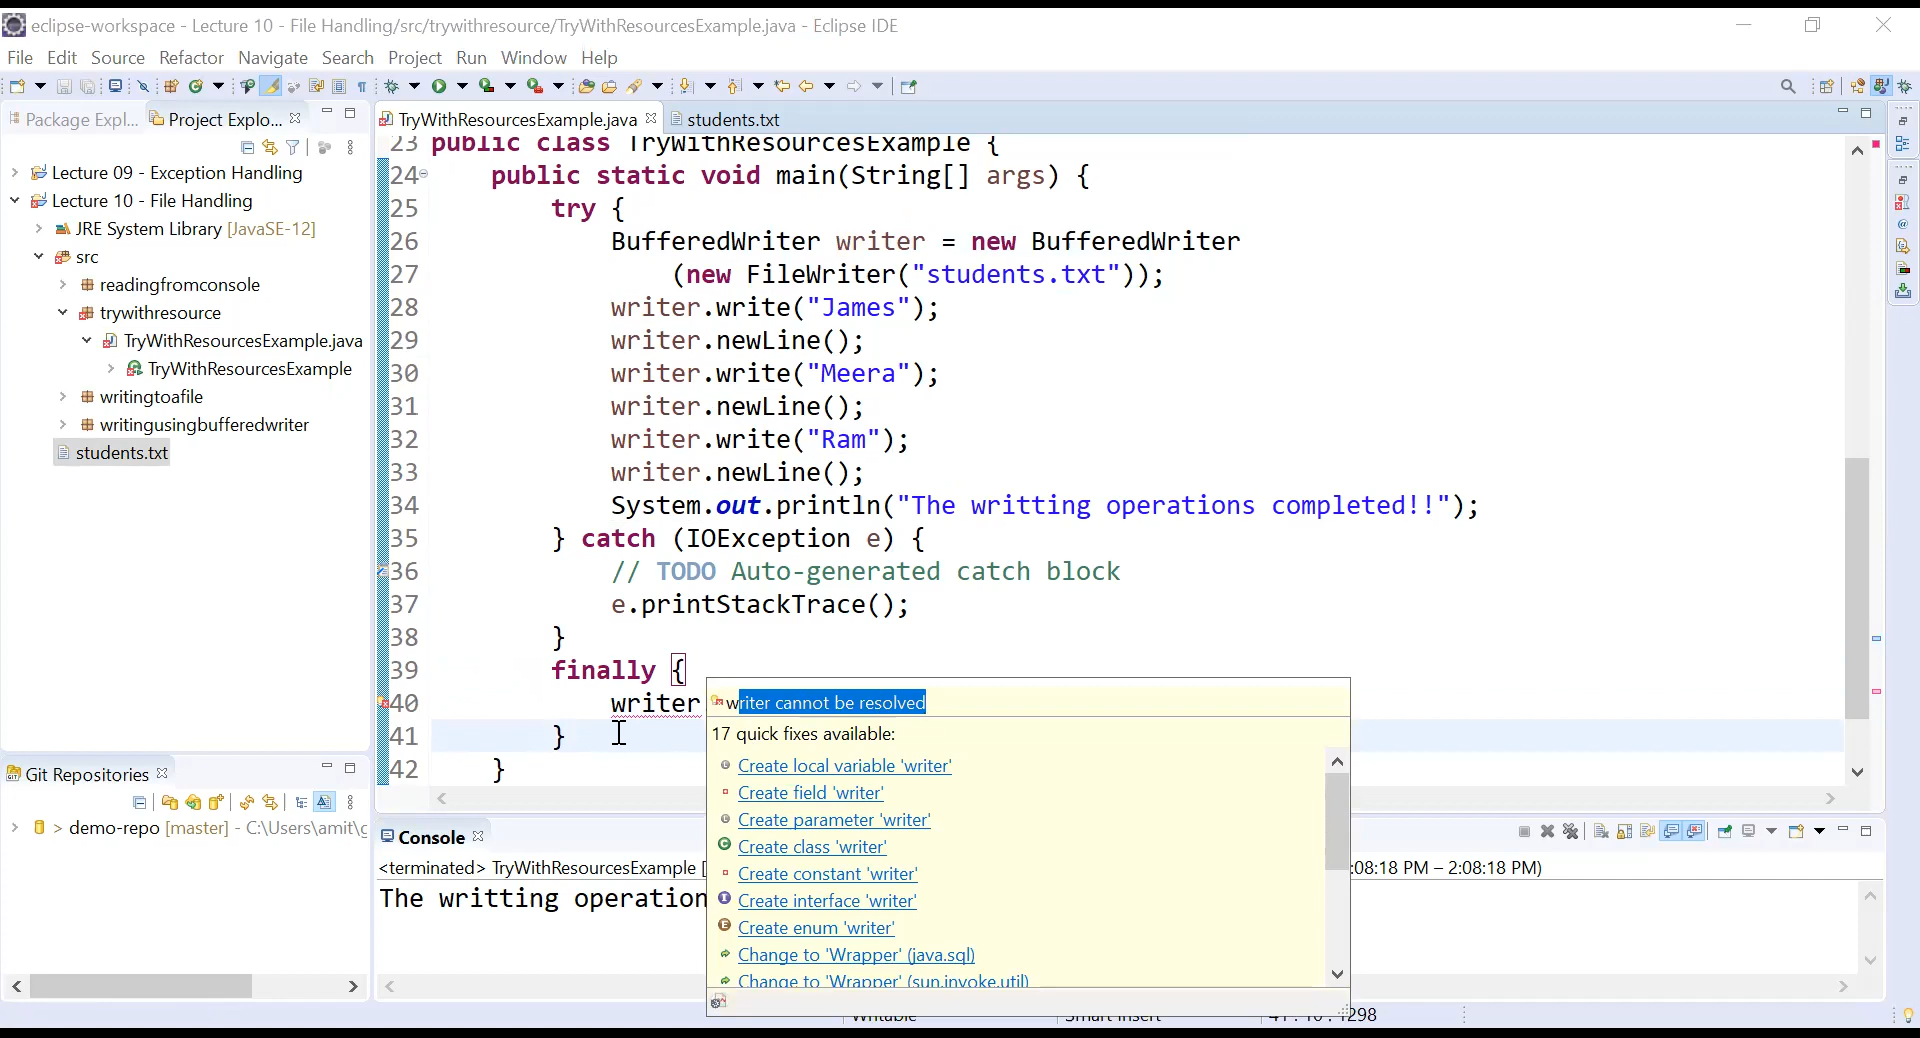 eclipse-workspace - Lecture 10 - File Handling/src/trywithresource/TryWithResourcesExample.java - Eclipse IDE
File Edit Source Refactor Navigate Search Project Run Window Help
Package Expl...
Project Explo...
TryWithResourcesExample.java
students.txt
Lecture 09 - Exception Handling
Lecture 10 - File Handling
JRE System Library [JavaSE-12]
src
readingfromconsole
trywithresource
TryWithResourcesExample.java
TryWithResourcesExample
writingtoafile
writingusingbufferedwriter
students.txt
23 public class TryWithResourcesExample {
24 public static void main(String[] args) {
25 try {
26 BufferedWriter writer = new BufferedWriter
27 (new FileWriter("students.txt"));
28 writer.write("James");
29 writer.newLine();
30 writer.write("Meera");
31 writer.newLine();
32 writer.write("Ram");
33 writer.newLine();
34 System.out.println("The writting operations completed!!");
35 } catch (IOException e) {
36 // TODO Auto-generated catch block
37 e.printStackTrace();
38 }
39 finally {
40 writer
41 }
42 }
writer cannot be resolved
17 quick fixes available:
Create local variable 'writer'
Create field 'writer'
Create parameter 'writer'
Create class 'writer'
Create constant 'writer'
Create interface 'writer'
Create enum 'writer'
Change to 'Wrapper' (java.sql)
Change to 'Wrapper' (sun.invoke.util)
Git Repositories
> demo-repo [master] - C:\Users\amit\g
Console
<terminated> TryWithResourcesExample [
:08:18 PM – 2:08:18 PM)
The writting operation
Writable
Smart Insert
41 : 10 : 1298